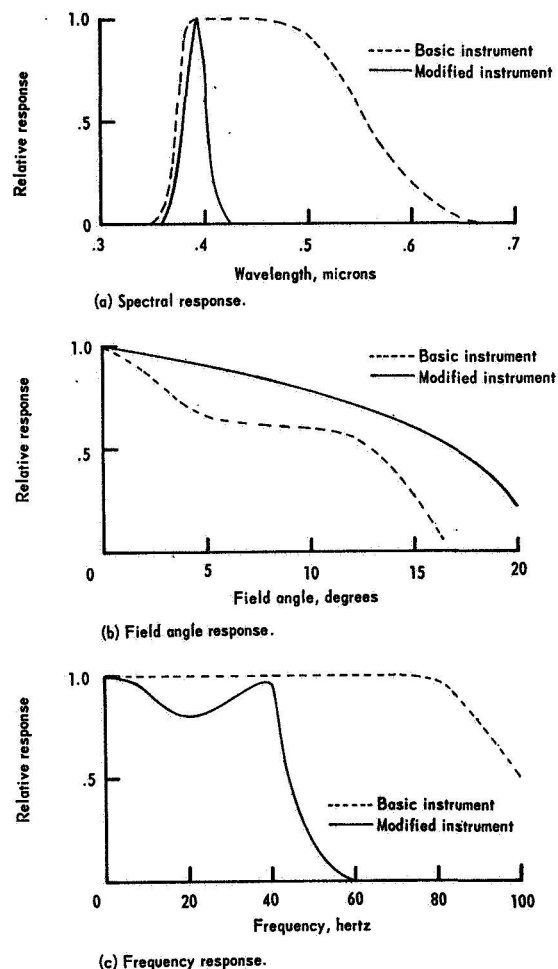 1.0
.5
0
Relative response
Basic instrument
Modified instrument
.3 .4 .5 .6 .7
Wavelength, microns
(a) Spectral response.
1.0
.5
Relative response
Basic instrument
Modified instrument
0 5 10 15 20
Field angle, degrees
(b) Field angle response.
1.0
.5
Relative response
Basic instrument
Modified instrument
0 20 40 60 80 100
Frequency, hertz
(c) Frequency response.